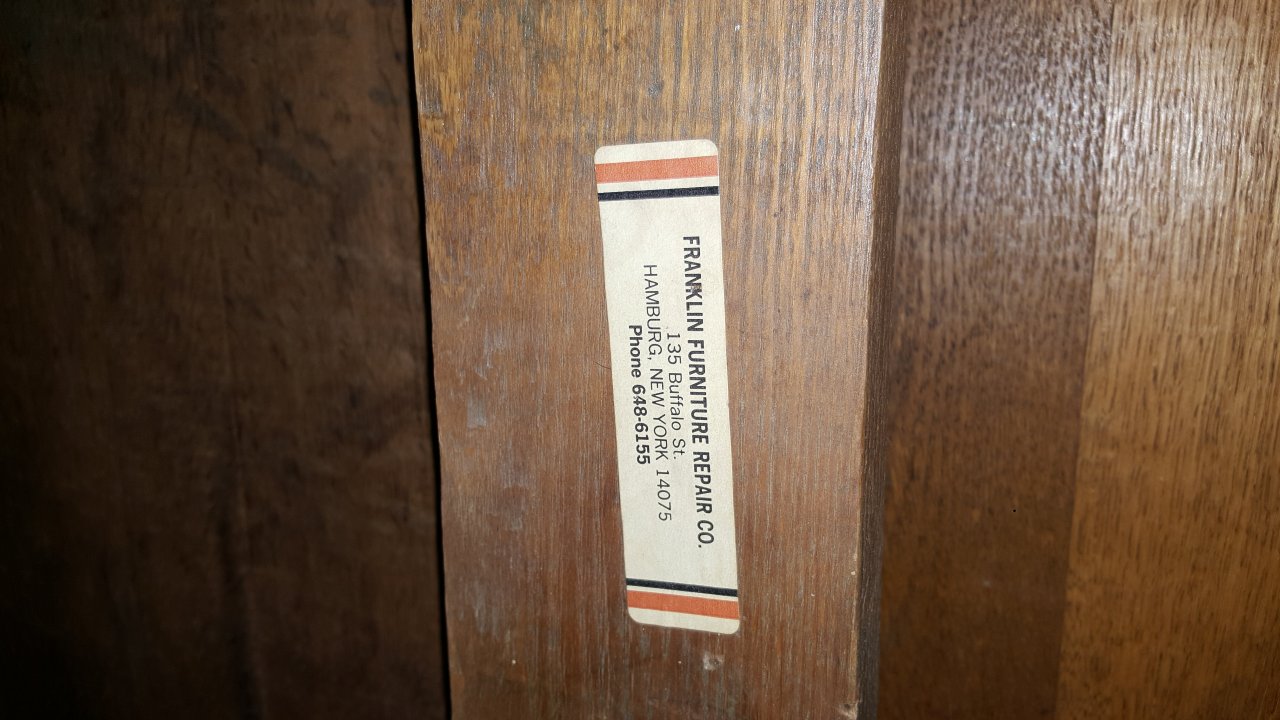 FRANKLIN FURNITURE REPAIR CO.
135 Buffalo St.
HAMBURG, NEW YORK 14075
Phone 648-6155